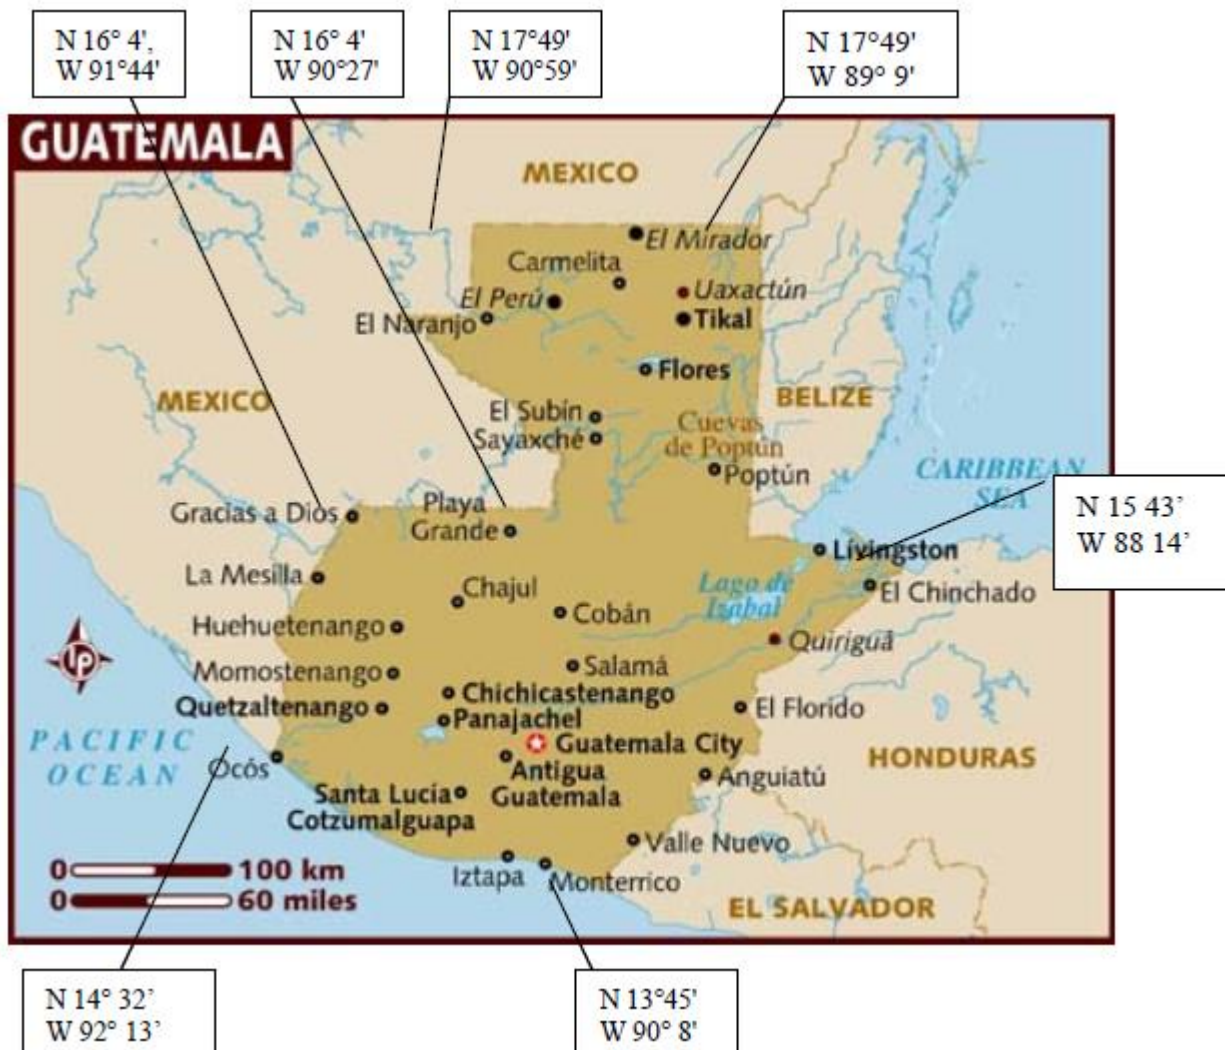 N 16° 4',
W 91°44'
N 16° 4'
W 90°27'
N 17°49'
W 90°59'
N 17°49'
W 89° 9'
GUATEMALA
MEXICO
El Mirador
Carmelita
Uaxactún
El Perú
El Naranjo
Tikal
Flores
MEXICO
BELIZE
El Subín
Cuevas
de Poptún
Sayaxché
Poptún
CARIBBEAN
SEA
N 15 43’
W 88 14’
Gracias a Diós
Playa
Grande
Livingston
La Mesilla
Chajul
Lago de
Izabal
El Chinchado
Cobán
Huehuetenango
Quiriguá
LP
Momostenango
Salamá
Chichicastenango
Quetzaltenango
Panajachel
El Florido
PACIFIC
OCEAN
Guatemala City
HONDURAS
Ocós
Antigua
Guatemala
Anguiatú
Santa Lucía
Cotzumalguapa
Valle Nuevo
0 100 km
0 60 miles
Iztapa
Monterrico
EL SALVADOR
N 14° 32’
W 92° 13’
N 13°45'
W 90° 8'